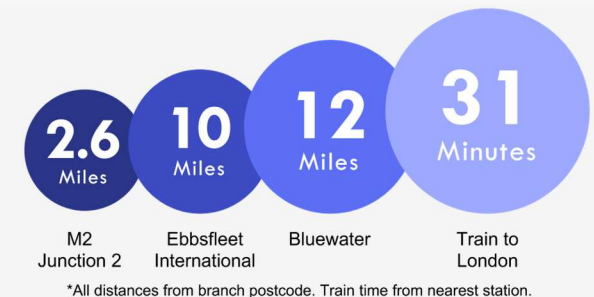 2.6
Miles
10
Miles
12
Miles
31
Minutes
M2
Junction 2
Ebbsfleet
International
Bluewater
Train to
London
*All distances from branch postcode. Train time from nearest station.